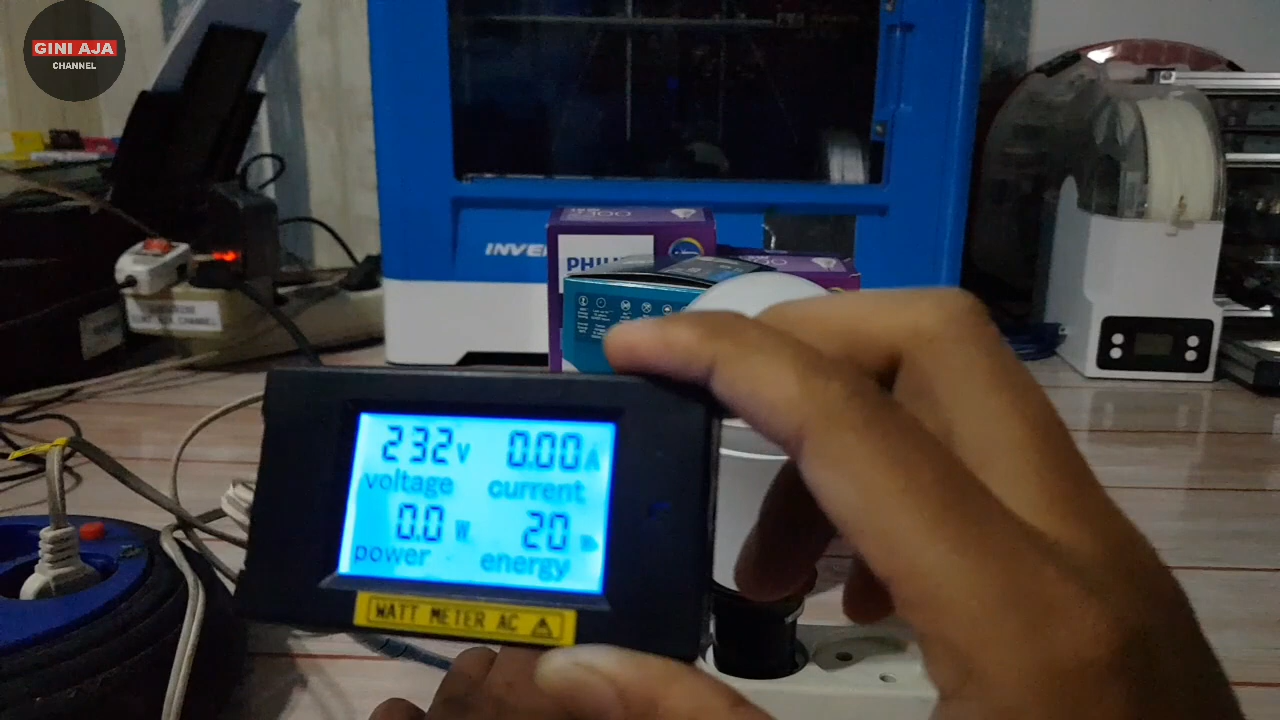 GINI AJA
CHANNEL
INVE
PHILI
232 V
0.00 A
voltage
current
0.0 W
20
power
energy
WATT METER AC